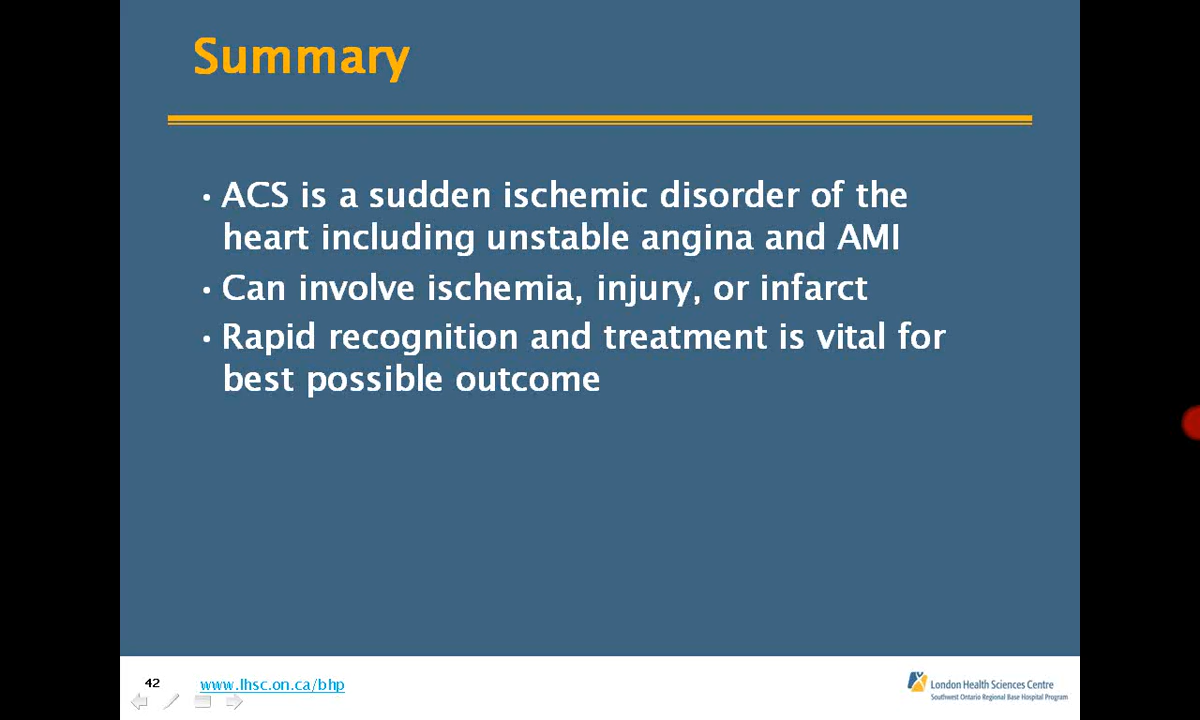 Summary
• ACS is a sudden ischemic disorder of the
heart including unstable angina and AMI
• Can involve ischemia, injury, or infarct
• Rapid recognition and treatment is vital for
best possible outcome
42
www.lhsc.on.ca/bhp
London Health Sciences Centre
Southwest Ontario Regional Base Hospital Program